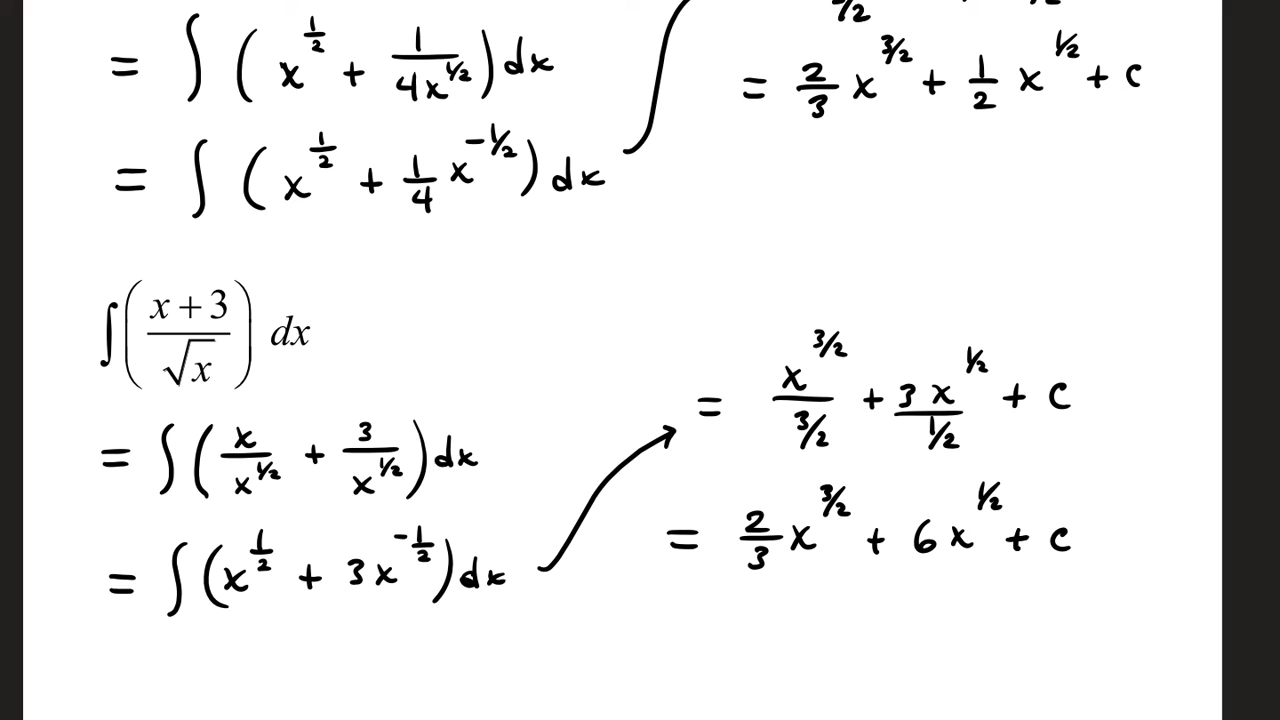 = ∫ ( x^{1/2} + 1/(4x^{1/2}) ) dx
= ∫ ( x^{1/2} + 1/4 x^{-1/2} ) dx
= 2/3 x^{3/2} + 1/2 x^{1/2} + c
∫ ( (x + 3)/√x ) dx
= ∫ ( x/x^{1/2} + 3/x^{1/2} ) dx
= ∫ ( x^{1/2} + 3x^{-1/2} ) dx
= x^{3/2}/(3/2) + 3x^{1/2}/(1/2) + c
= 2/3 x^{3/2} + 6x^{1/2} + c